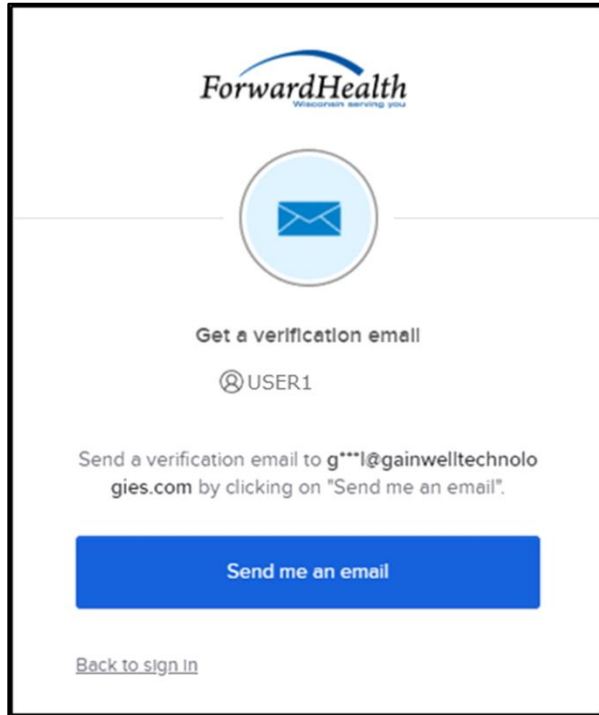 ForwardHealth
Wisconsin serving you
Get a verification email
USER1
Send a verification email to g***l@gainwelltechnolo
gies.com by clicking on "Send me an email".
Send me an email
Back to sign in